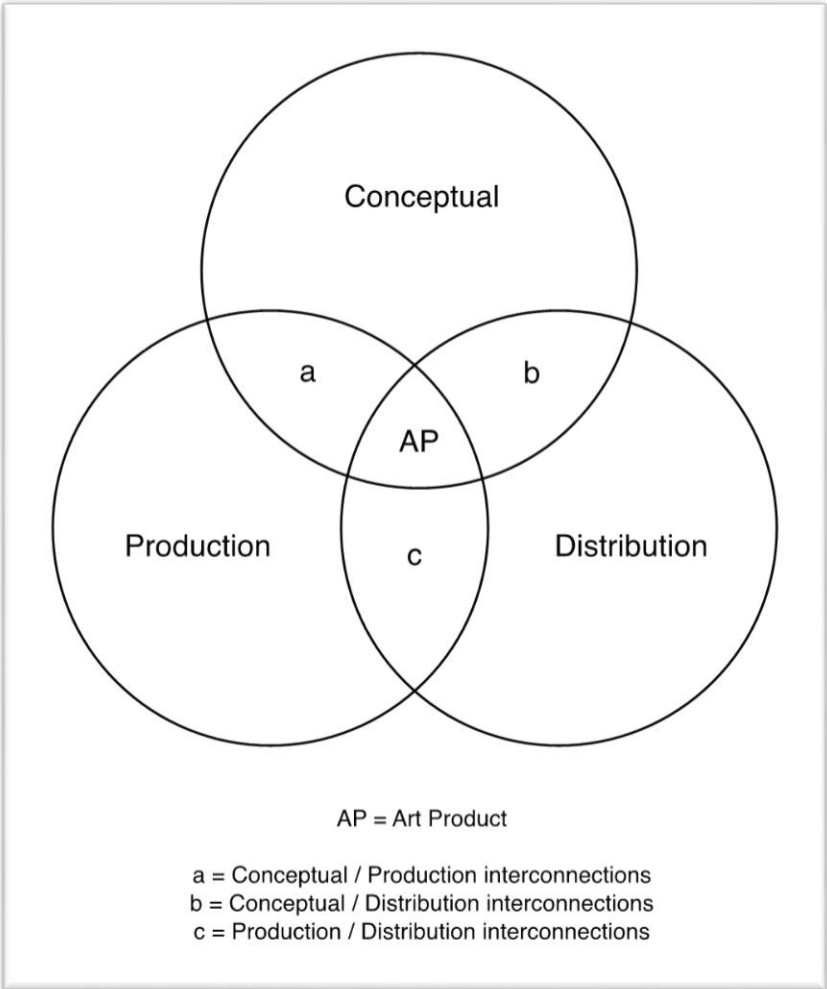 Conceptual
a
b
AP
Production
c
Distribution
AP = Art Product
a = Conceptual / Production interconnections
b = Conceptual / Distribution interconnections
c = Production / Distribution interconnections